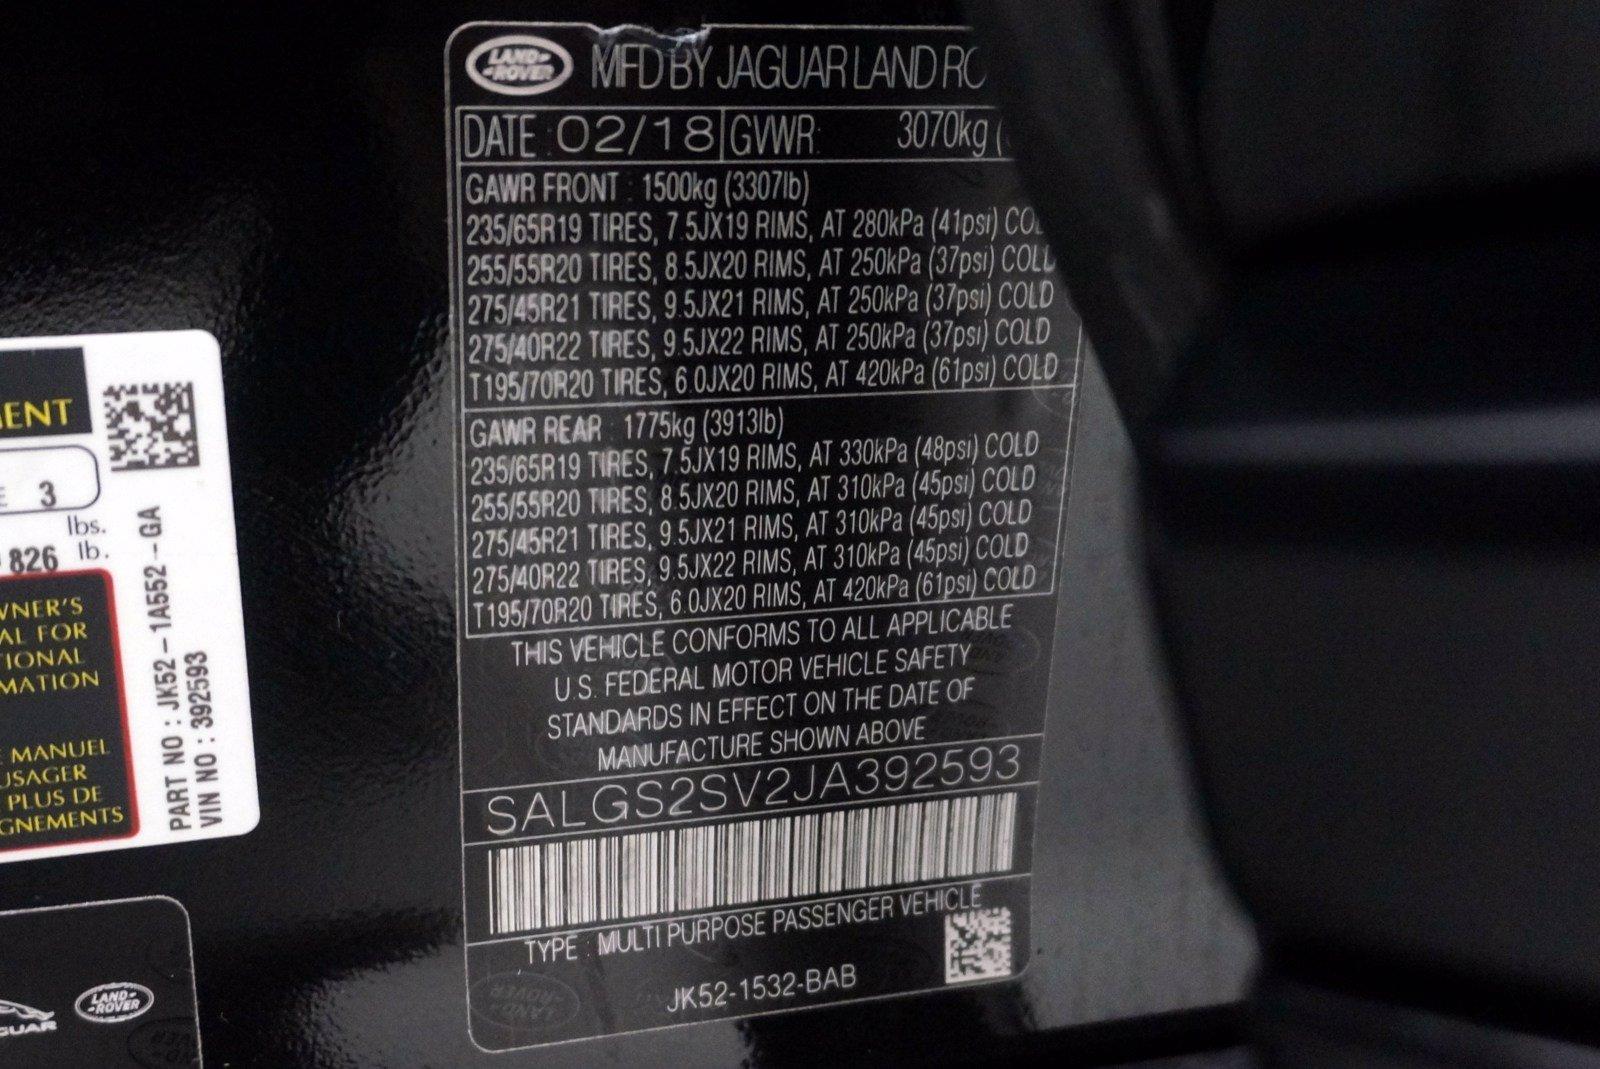 LAND-
-ROVER
MFD BY JAGUAR LAND RO
DATE : 02/18 GVWR: 3070kg (
GAWR FRONT : 1500kg (3307lb)
235/65R19 TIRES, 7.5JX19 RIMS, AT 280kPa (41psi) COL
255/55R20 TIRES, 8.5JX20 RIMS, AT 250kPa (37psi) COLD
275/45R21 TIRES, 9.5JX21 RIMS, AT 250kPa (37psi) COLD
275/40R22 TIRES, 9.5JX22 RIMS, AT 250kPa (37psi) COLD
T195/70R20 TIRES, 6.0JX20 RIMS, AT 420kPa (61psi) COLD
GAWR REAR : 1775kg (3913lb)
235/65R19 TIRES, 7.5JX19 RIMS, AT 330kPa (48psi) COLD
255/55R20 TIRES, 8.5JX20 RIMS, AT 310kPa (45psi) COLD
275/45R21 TIRES, 9.5JX21 RIMS, AT 310kPa (45psi) COLD
275/40R22 TIRES, 9.5JX22 RIMS, AT 310kPa (45psi) COLD
T195/70R20 TIRES, 6.0JX20 RIMS, AT 420kPa (61psi) COLD
THIS VEHICLE CONFORMS TO ALL APPLICABLE
U.S. FEDERAL MOTOR VEHICLE SAFETY
STANDARDS IN EFFECT ON THE DATE OF
MANUFACTURE SHOWN ABOVE
SALGS2SV2JA392593
TYPE : MULTI PURPOSE PASSENGER VEHICLE
JK52-1532-BAB
ENT
3
lbs.
826 lb.
WNER'S
AL FOR
TIONAL
MATION
E MANUEL
USAGER
PLUS DE
GNEMENTS
PART NO : JK52-1A552-GA
VIN NO : 392593
GUAR
LAND-
-ROVER